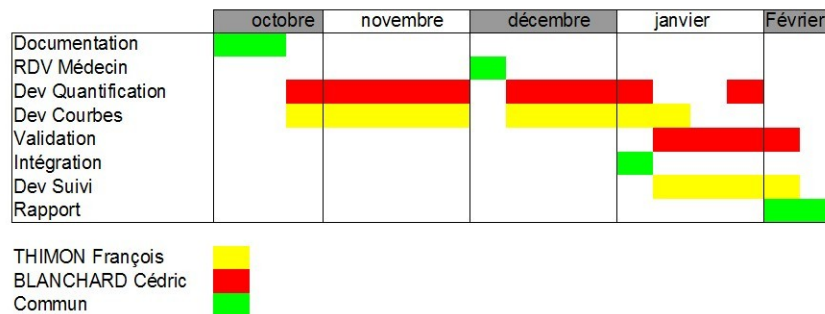 octobre novembre décembre janvier Février
Documentation
RDV Médecin
Dev Quantification
Dev Courbes
Validation
Intégration
Dev Suivi
Rapport
THIMON François
BLANCHARD Cédric
Commun